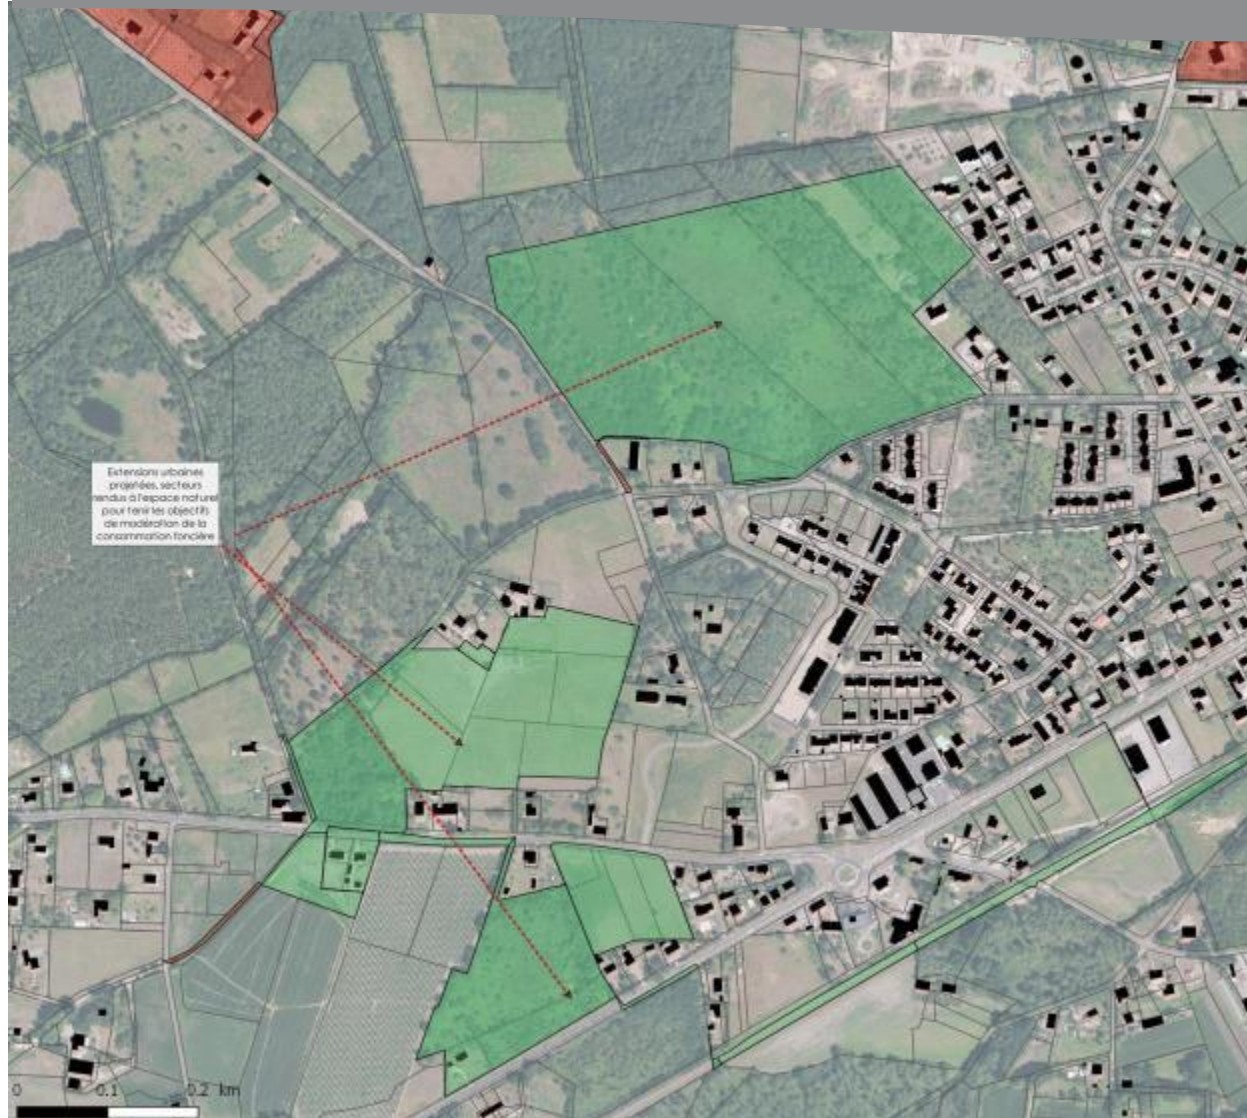 Extensions urbaines
projetées, secteurs
rendus à l'espace naturel
pour tenir les objectifs
de modération de la
consommation foncière
0 0.1 0.2 km